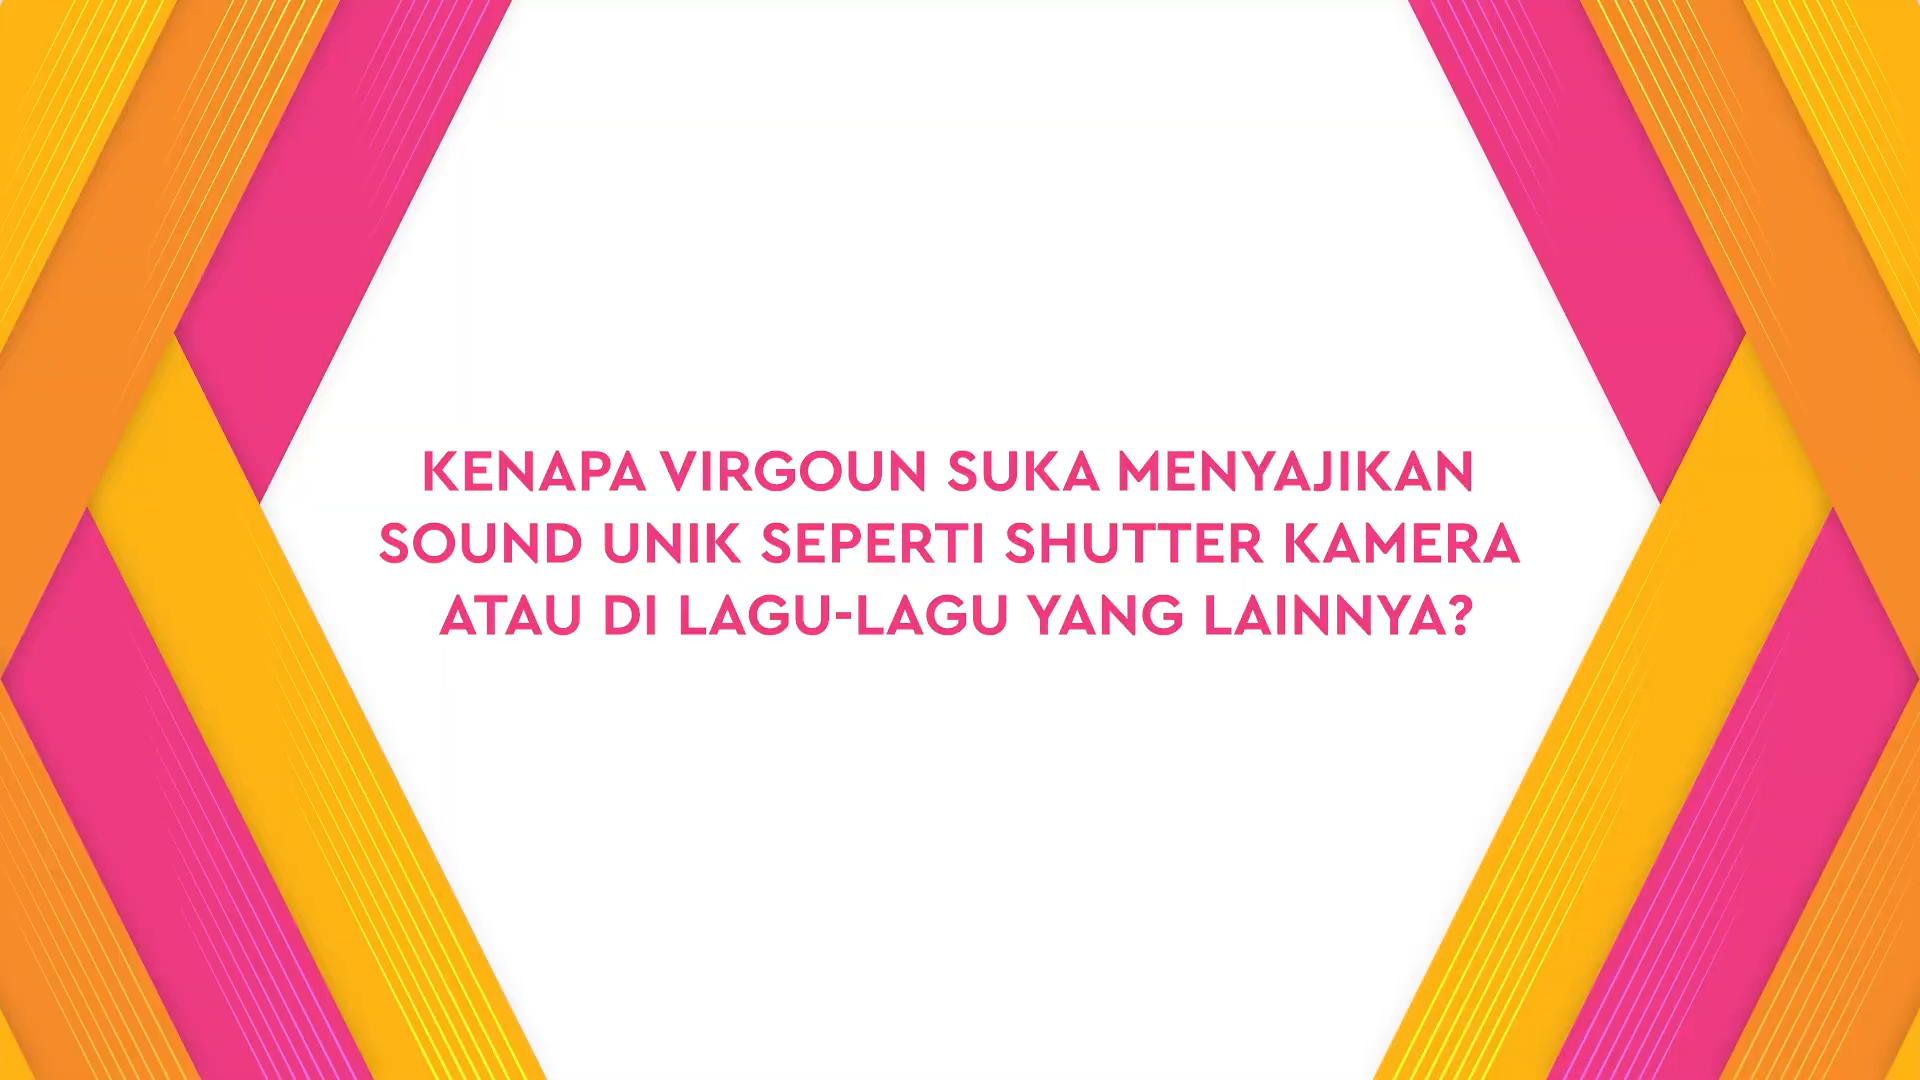 KENAPA VIRGOUN SUKA MENYAJIKAN
SOUND UNIK SEPERTI SHUTTER KAMERA
ATAU DI LAGU-LAGU YANG LAINNYA?